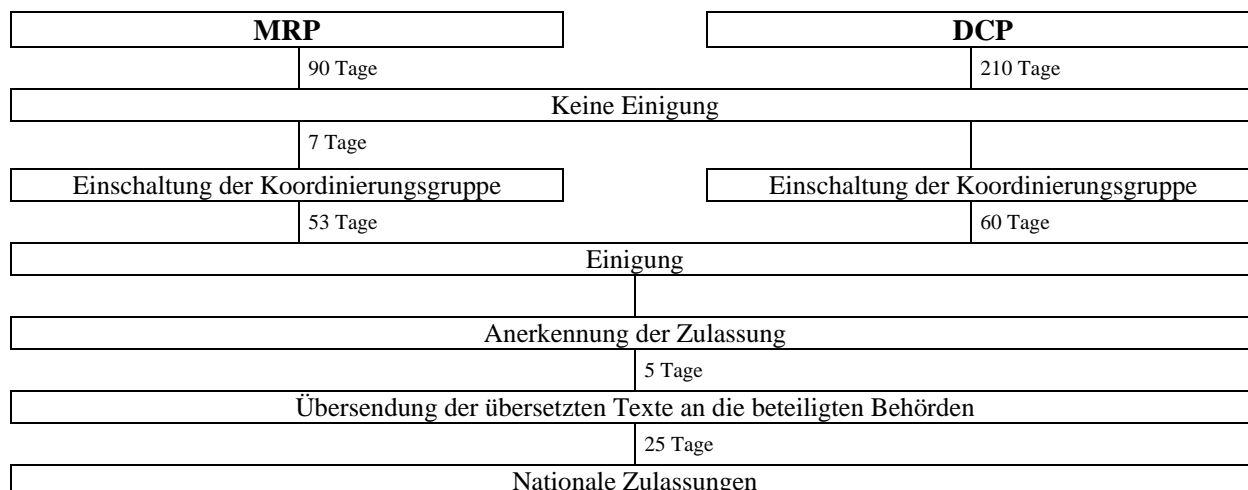 MRP
DCP
90 Tage
210 Tage
Keine Einigung
7 Tage
Einschaltung der Koordinierungsgruppe
Einschaltung der Koordinierungsgruppe
53 Tage
60 Tage
Einigung
Anerkennung der Zulassung
5 Tage
Übersendung der übersetzten Texte an die beteiligten Behörden
25 Tage
Nationale Zulassungen